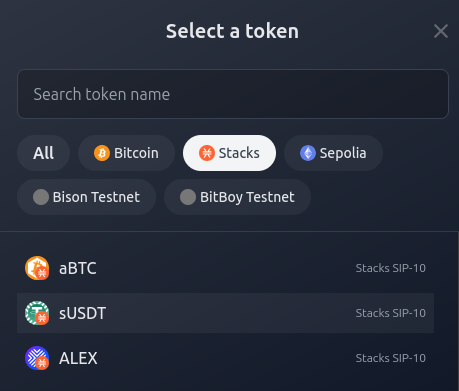 Select a token
Search token name
All Bitcoin Stacks Sepolia
Bison Testnet BitBoy Testnet
aBTC Stacks SIP-10
sUSDT Stacks SIP-10
ALEX Stacks SIP-10